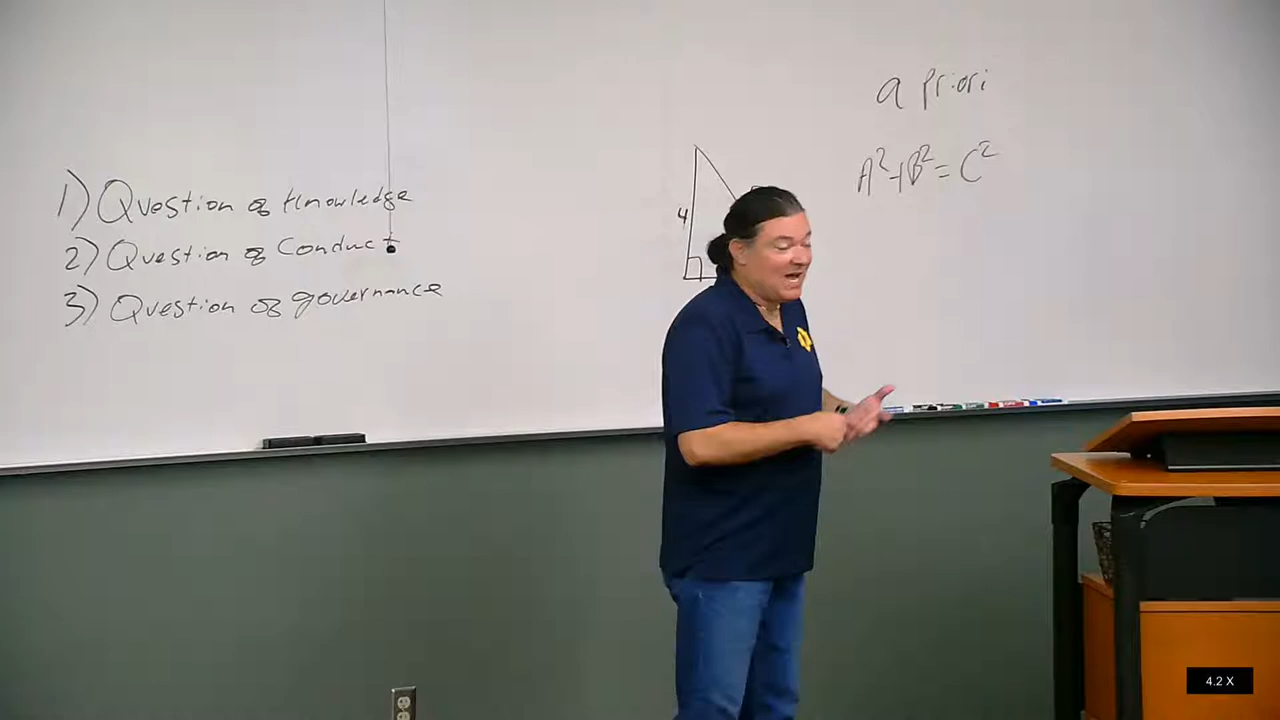 1) Question of Knowledge
2) Question of Conduct
3) Question of governance
4
a Priori
A²+B²=C²
4.2 X